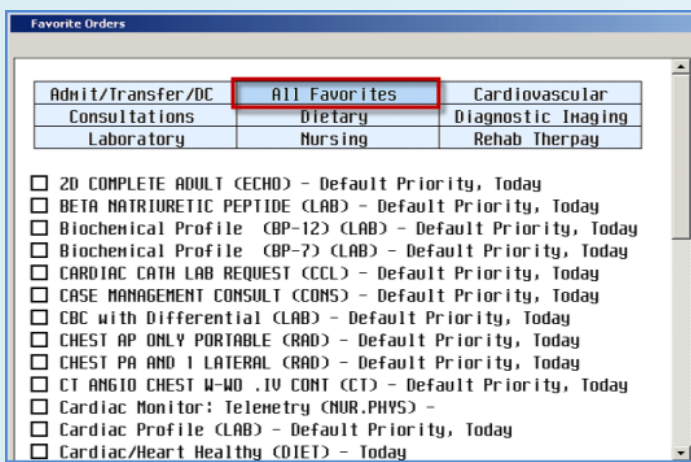 Favorite Orders
Admit/Transfer/DC All Favorites Cardiovascular
Consultations Dietary Diagnostic Imaging
Laboratory Nursing Rehab Therpay
2D COMPLETE ADULT (ECHO) - Default Priority, Today
BETA NATRIURETIC PEPTIDE (LAB) - Default Priority, Today
Biochemical Profile (BP-12) (LAB) - Default Priority, Today
Biochemical Profile (BP-7) (LAB) - Default Priority, Today
CARDIAC CATH LAB REQUEST (CCL) - Default Priority, Today
CASE MANAGEMENT CONSULT (CONS) - Default Priority, Today
CBC with Differential (LAB) - Default Priority, Today
CHEST AP ONLY PORTABLE (RAD) - Default Priority, Today
CHEST PA AND 1 LATERAL (RAD) - Default Priority, Today
CT ANGIO CHEST W-WO .IV CONT (CT) - Default Priority, Today
Cardiac Monitor: Telemetry (NUR.PHYS) -
Cardiac Profile (LAB) - Default Priority, Today
Cardiac/Heart Healthy (DIET) - Today